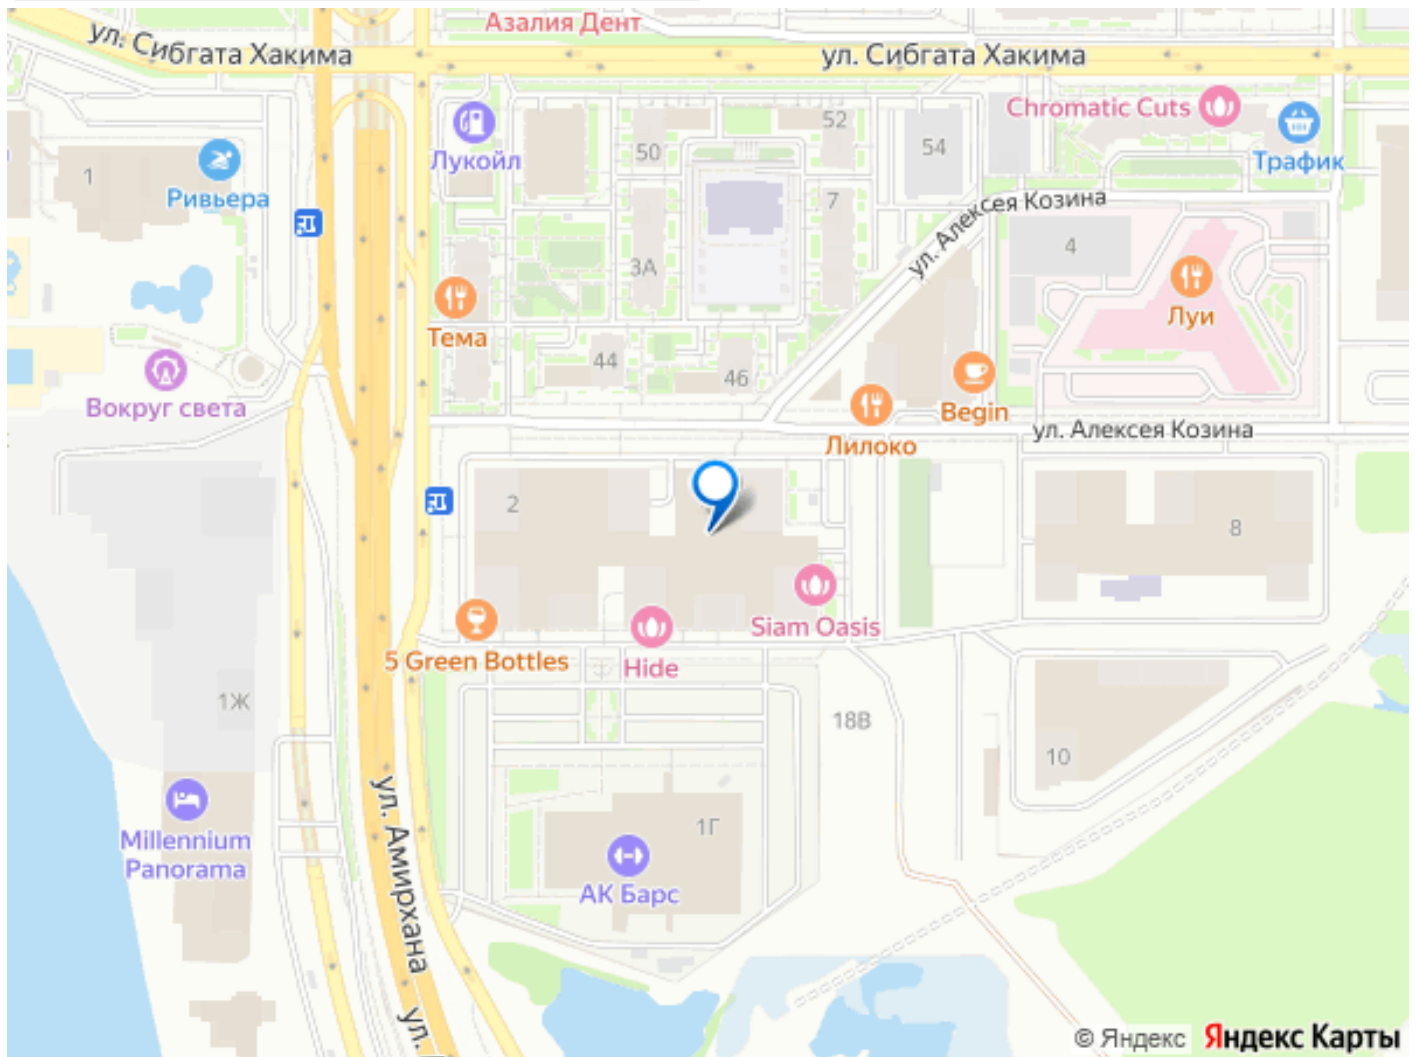 Азалия Дент
ул. Сибгата Хакима
ул. Сибгата Хакима
Chromatic Cuts
Лукойл
52
50
54
Трафик
1
Ривьера
7
ул. Алексея Козина
4
3А
Тема
Луи
44
46
Вокруг света
Begin
Лилоко
ул. Алексея Козина
2
8
Siam Oasis
5 Green Bottles
Hide
1Ж
18В
10
ул. Амирхана
1Г
Millennium
Panorama
АК Барс
ул.
© Яндекс Яндекс Карты